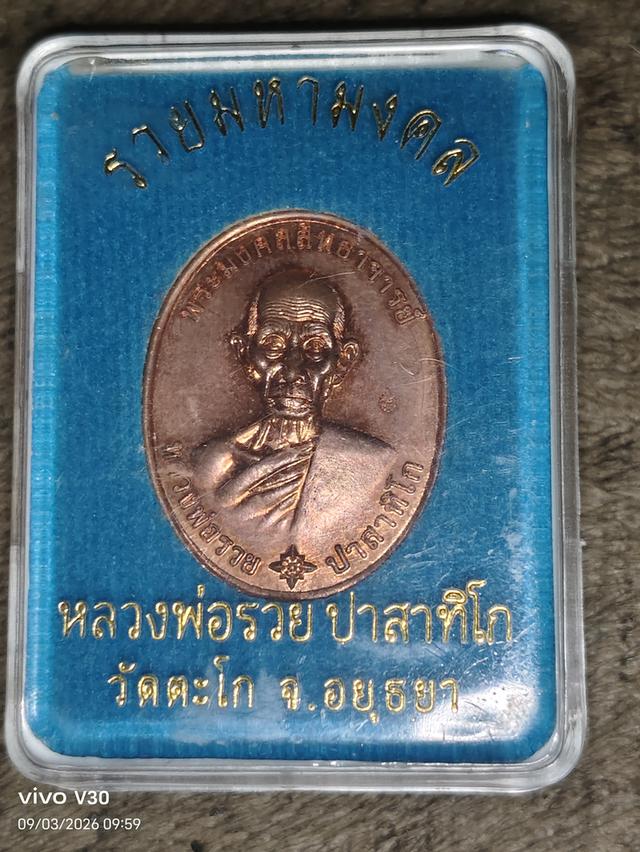 รวยมหามงคล
พระมงคลสิทธาจารย์
หลวงพ่อรวย ปาสาทิโก
หลวงพ่อรวย ปาสาทิโก
วัดตะโก จ.อยุธยา
vivo V30
09/03/2026 09:59